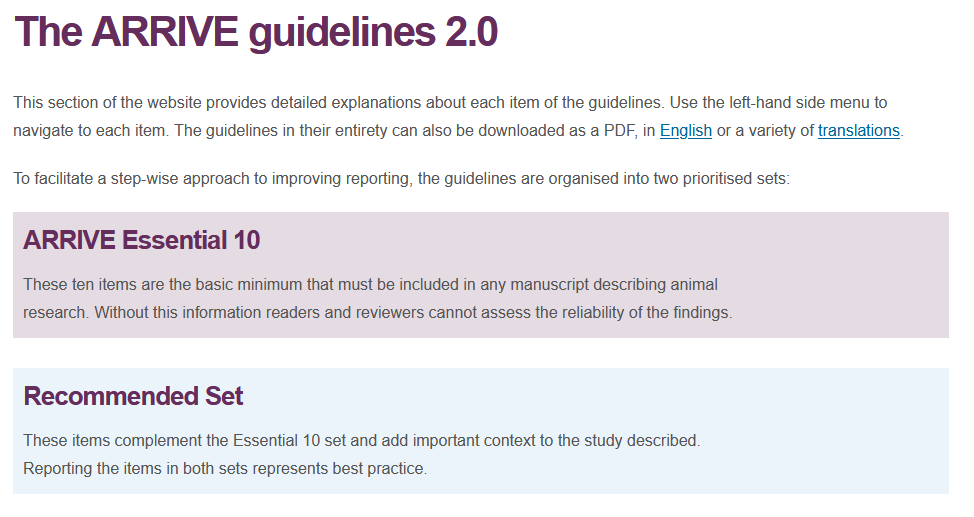 The ARRIVE guidelines 2.0
This section of the website provides detailed explanations about each item of the guidelines. Use the left-hand side menu to
navigate to each item. The guidelines in their entirety can also be downloaded as a PDF, in English or a variety of translations.
To facilitate a step-wise approach to improving reporting, the guidelines are organised into two prioritised sets:
ARRIVE Essential 10
These ten items are the basic minimum that must be included in any manuscript describing animal
research. Without this information readers and reviewers cannot assess the reliability of the findings.
Recommended Set
These items complement the Essential 10 set and add important context to the study described.
Reporting the items in both sets represents best practice.